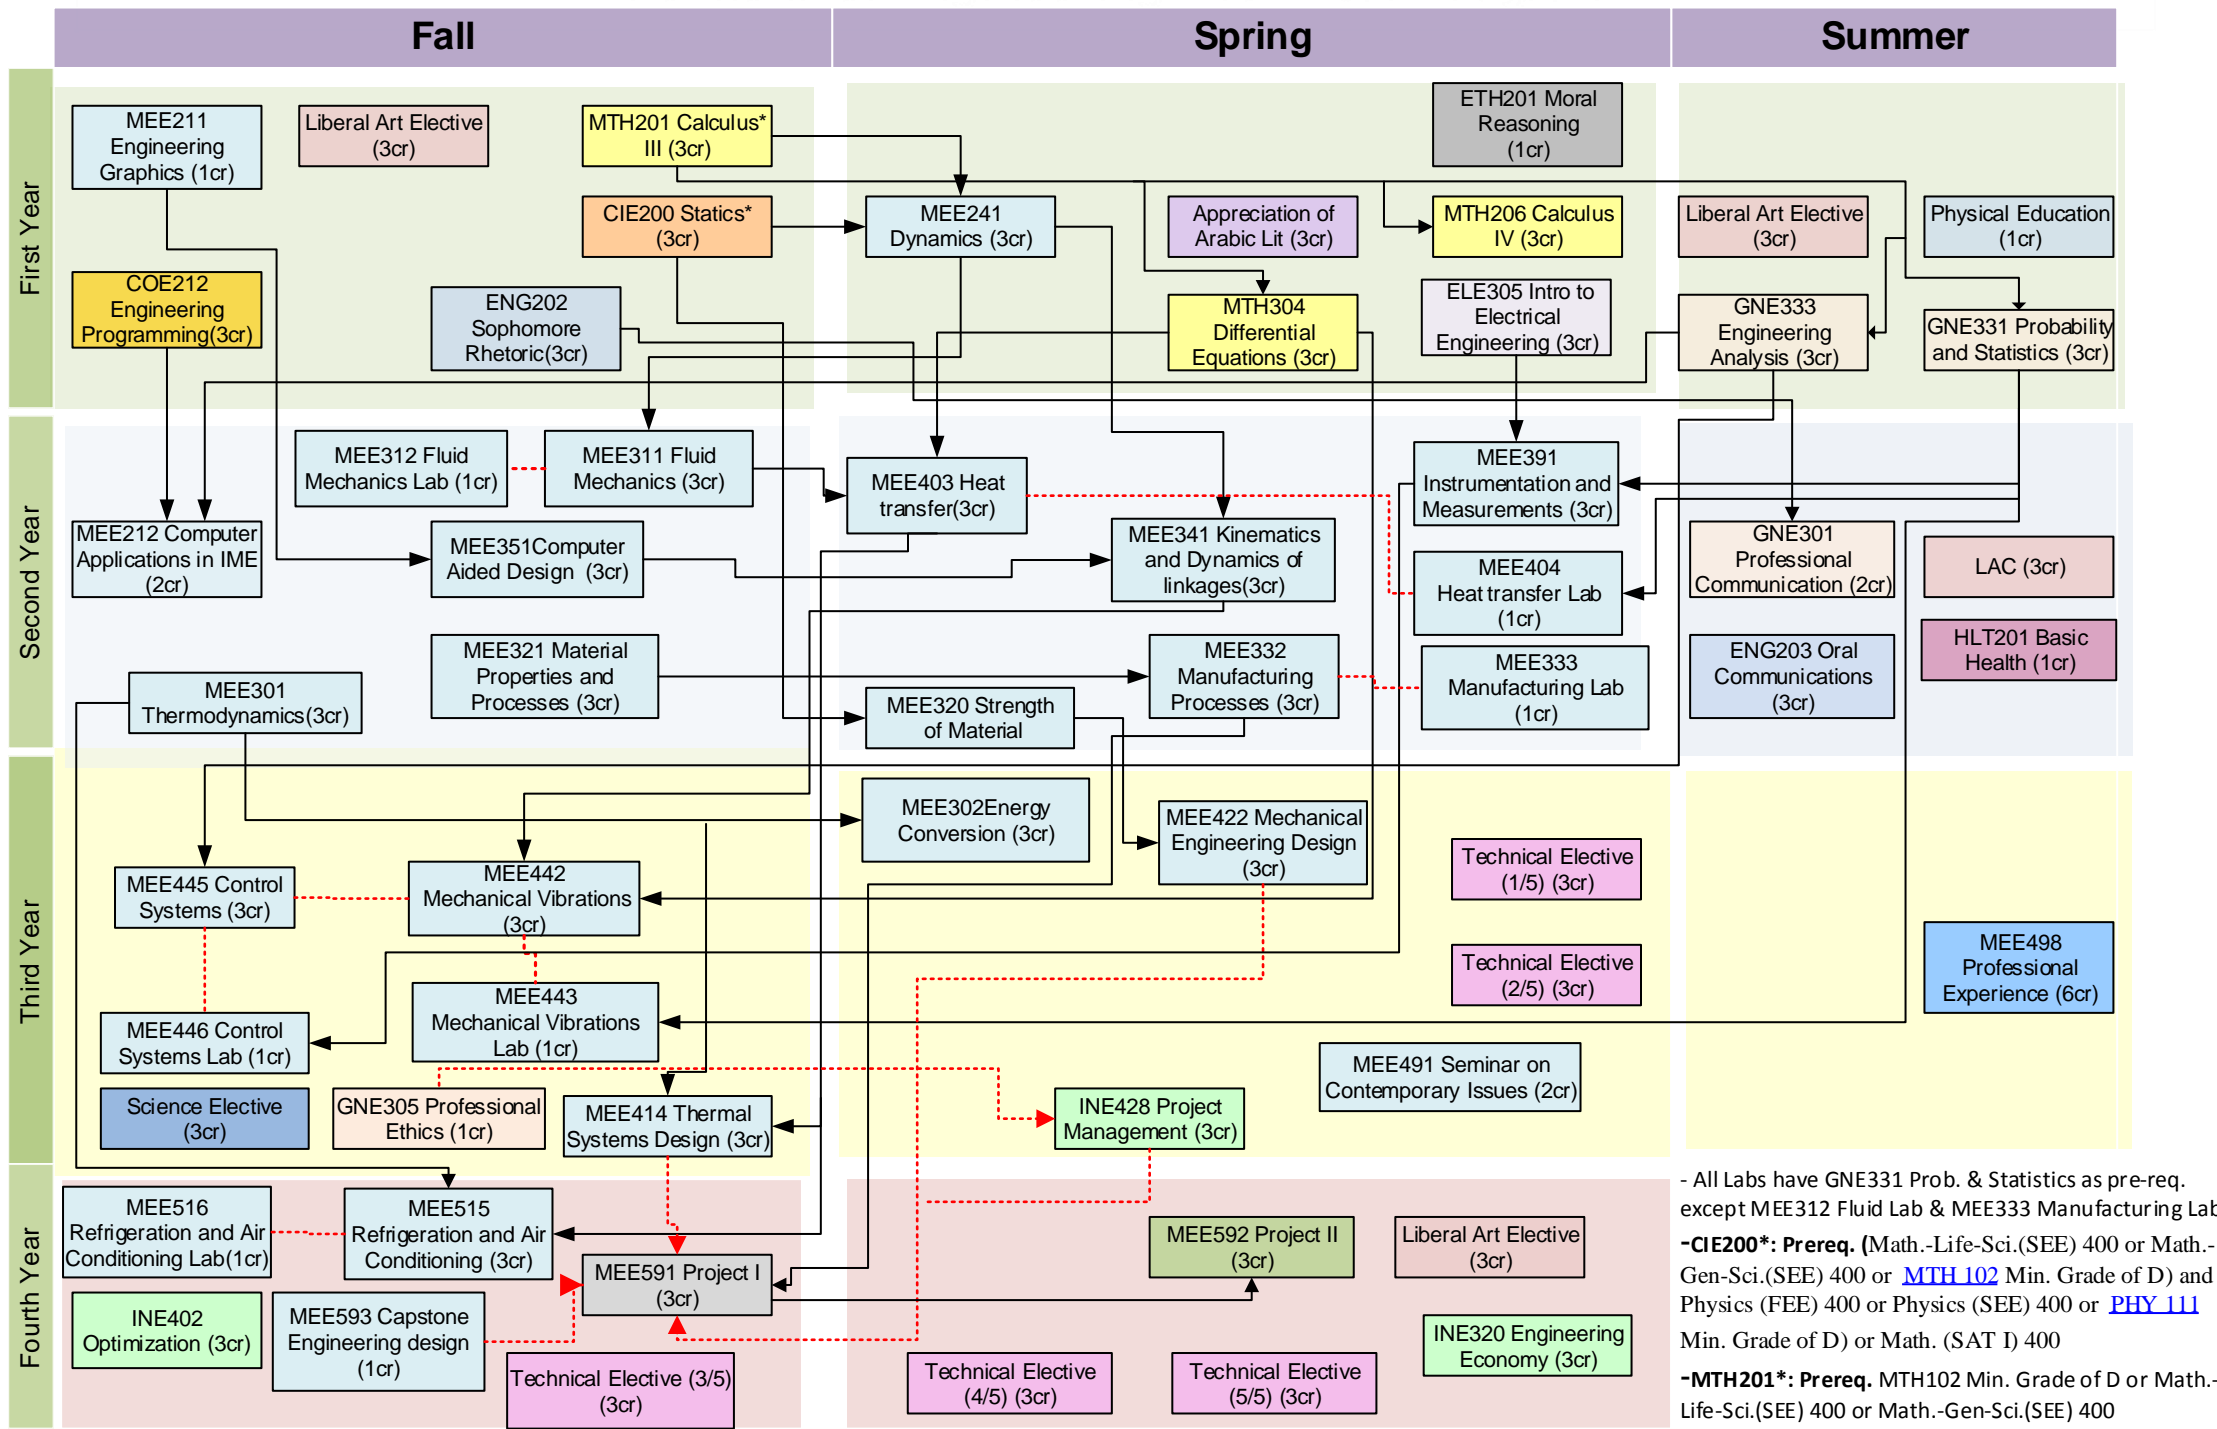 Fall
Spring
Summer
First Year
MEE211
Engineering
Graphics (1cr)
Liberal Art Elective
(3cr)
MTH201 Calculus*
III (3cr)
ETH201 Moral
Reasoning
(1cr)
CIE200 Statics*
(3cr)
MEE241
Dynamics (3cr)
Appreciation of
Arabic Lit (3cr)
MTH206 Calculus
IV (3cr)
Liberal Art Elective
(3cr)
Physical Education
(1cr)
COE212
Engineering
Programming(3cr)
ENG202
Sophomore
Rhetoric(3cr)
MTH304
Differential
Equations (3cr)
ELE305 Intro to
Electrical
Engineering (3cr)
GNE333
Engineering
Analysis (3cr)
GNE331 Probability
and Statistics (3cr)
Second Year
MEE312 Fluid
Mechanics Lab (1cr)
MEE311 Fluid
Mechanics (3cr)
MEE403 Heat
transfer(3cr)
MEE391
Instrumentation and
Measurements (3cr)
MEE212 Computer
Applications in IME
(2cr)
MEE351Computer
Aided Design (3cr)
MEE341 Kinematics
and Dynamics of
linkages(3cr)
MEE404
Heat transfer Lab
(1cr)
GNE301
Professional
Communication (2cr)
LAC (3cr)
MEE321 Material
Properties and
Processes (3cr)
MEE332
Manufacturing
Processes (3cr)
MEE333
Manufacturing Lab
(1cr)
ENG203 Oral
Communications
(3cr)
HLT201 Basic
Health (1cr)
MEE301
Thermodynamics(3cr)
MEE320 Strength
of Material
Third Year
MEE302Energy
Conversion (3cr)
MEE422 Mechanical
Engineering Design
(3cr)
Technical Elective
(1/5) (3cr)
MEE445 Control
Systems (3cr)
MEE442
Mechanical Vibrations
(3cr)
Technical Elective
(2/5) (3cr)
MEE498
Professional
Experience (6cr)
MEE446 Control
Systems Lab (1cr)
MEE443
Mechanical Vibrations
Lab (1cr)
MEE491 Seminar on
Contemporary Issues (2cr)
Science Elective
(3cr)
GNE305 Professional
Ethics (1cr)
MEE414 Thermal
Systems Design (3cr)
INE428 Project
Management (3cr)
Fourth Year
MEE516
Refrigeration and Air
Conditioning Lab(1cr)
MEE515
Refrigeration and Air
Conditioning (3cr)
MEE591 Project I
(3cr)
MEE592 Project II
(3cr)
Liberal Art Elective
(3cr)
INE402
Optimization (3cr)
MEE593 Capstone
Engineering design
(1cr)
Technical Elective (3/5)
(3cr)
Technical Elective
(4/5) (3cr)
Technical Elective
(5/5) (3cr)
INE320 Engineering
Economy (3cr)
- All Labs have GNE331 Prob. & Statistics as pre-req.
except MEE312 Fluid Lab & MEE333 Manufacturing Lab
-CIE200*: Prereq. (Math.-Life-Sci.(SEE) 400 or Math.-
Gen-Sci.(SEE) 400 or MTH 102 Min. Grade of D) and
Physics (FEE) 400 or Physics (SEE) 400 or PHY 111
Min. Grade of D) or Math. (SAT I) 400
-MTH201*: Prereq. MTH102 Min. Grade of D or Math.-
Life-Sci.(SEE) 400 or Math.-Gen-Sci.(SEE) 400